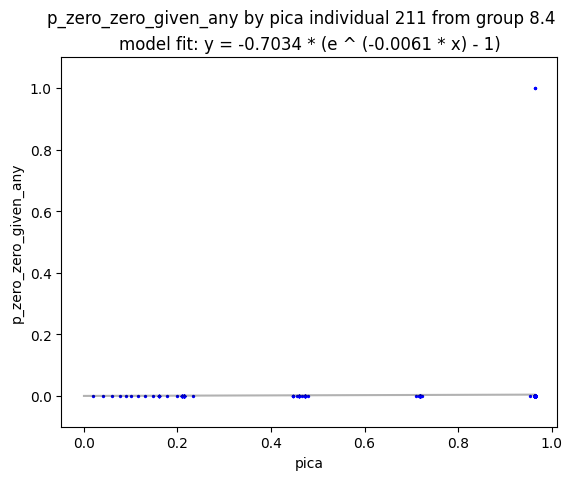 p_zero_zero_given_any by pica individual 211 from group 8.4
model fit: y = -0.7034 * (e ^ (-0.0061 * x) - 1)
1.0
0.8
0.6
0.4
0.2
0.0
p_zero_zero_given_any
0.0 0.2 0.4 0.6 0.8 1.0
pica